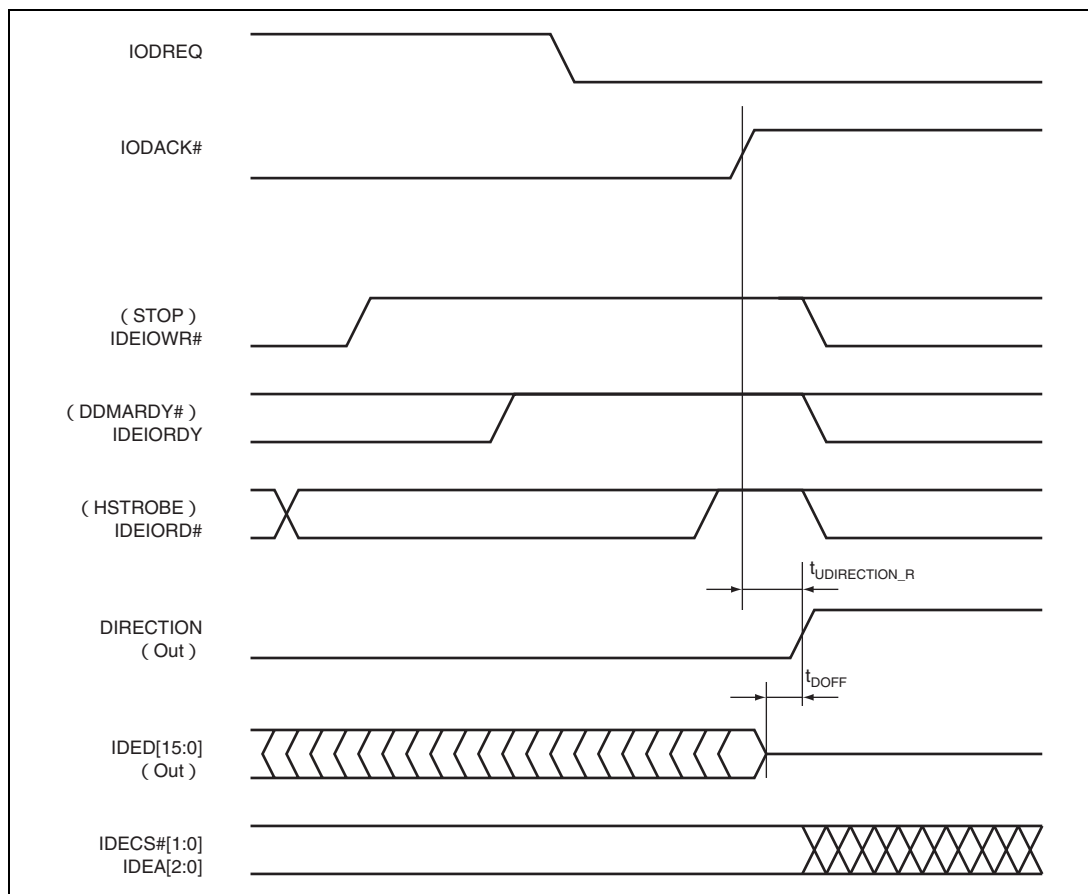 IODREQ
IODACK#
( STOP )
IDEIOWR#
( DDMARDY# )
IDEIORDY
( HSTROBE )
IDEIORD#
tUDIRECTION_R
DIRECTION
( Out )
tDOFF
IDED[15:0]
( Out )
IDECS#[1:0]
IDEA[2:0]